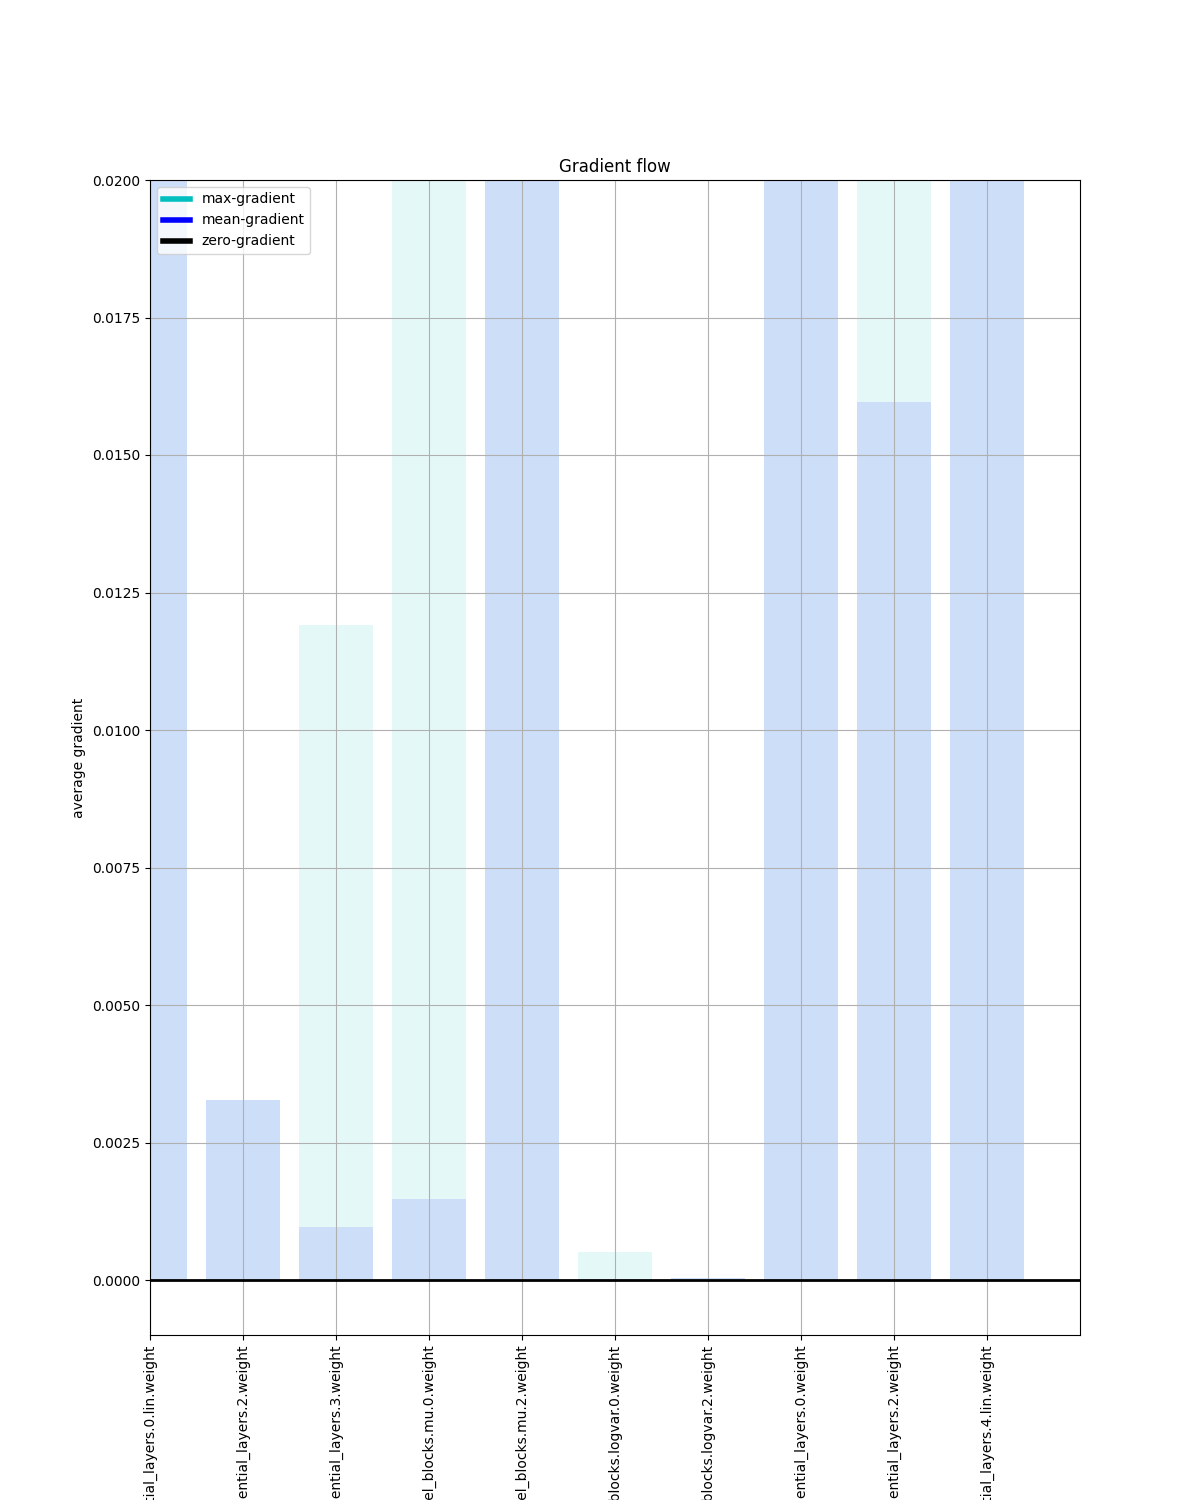 Gradient flow
max-gradient
mean-gradient
zero-gradient
0.0200
0.0175
0.0150
0.0125
0.0100
0.0075
0.0050
0.0025
0.0000
average gradient
tial_layers.0.lin.weight
ential_layers.2.weight
ential_layers.3.weight
el_blocks.mu.0.weight
el_blocks.mu.2.weight
blocks.logvar.0.weight
blocks.logvar.2.weight
ential_layers.0.weight
ential_layers.2.weight
tial_layers.4.lin.weight